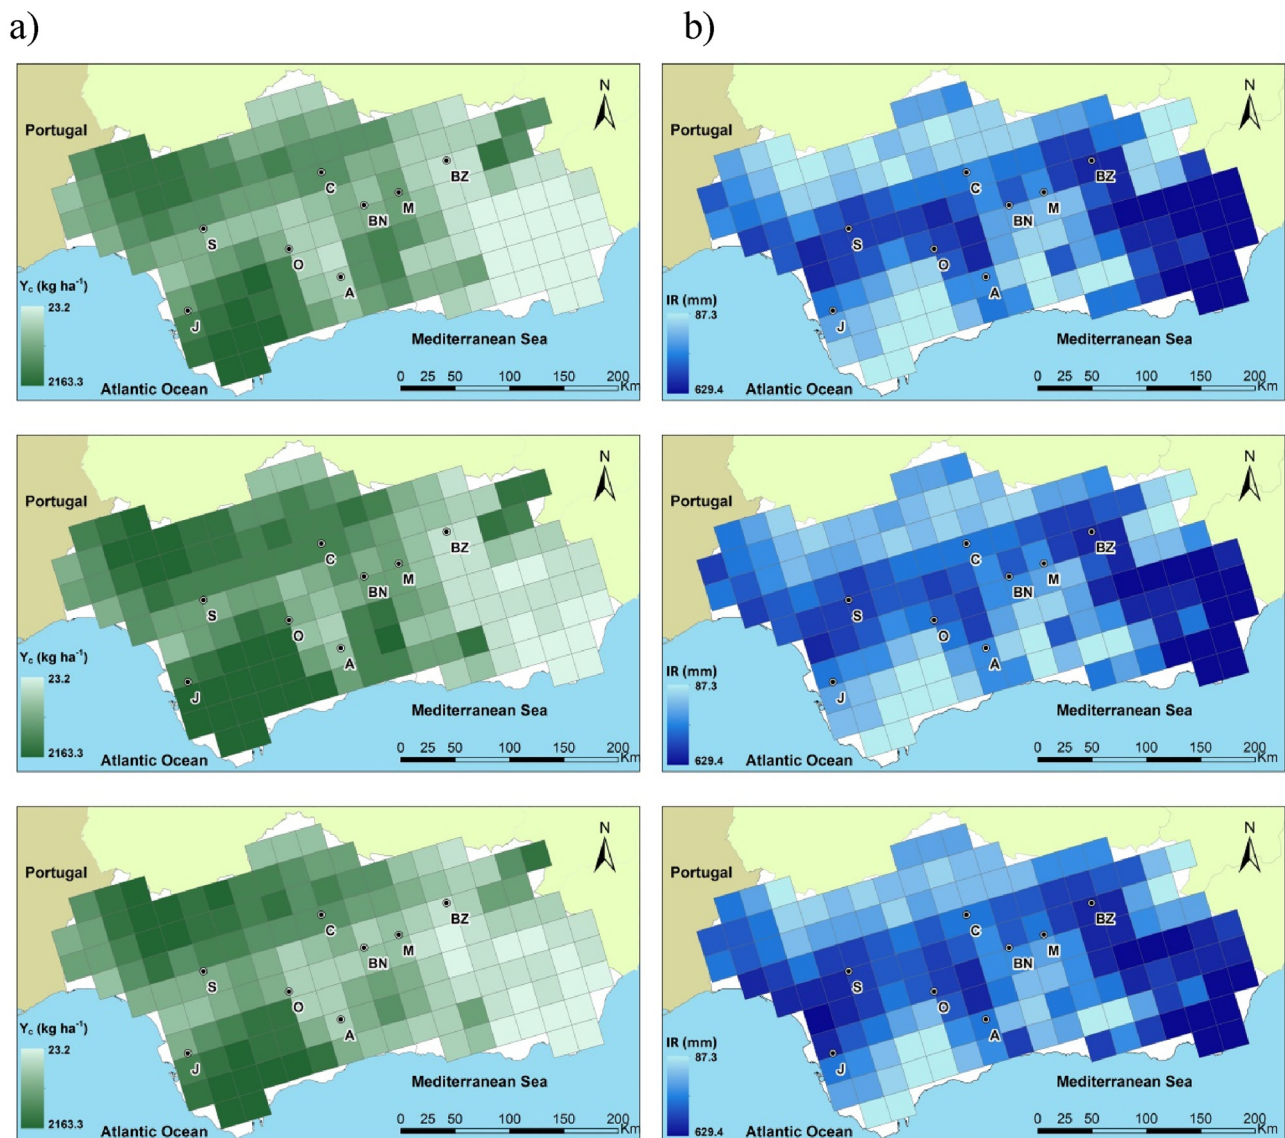 a)
b)
N
Portugal
C
BZ
M
BN
S
O
A
J
Yc (kg ha-1)
23.2
2163.3
Mediterranean Sea
Atlantic Ocean
0 25 50 100 150 200
Km
N
Portugal
C
BZ
M
BN
S
O
A
J
IR (mm)
87.3
629.4
Mediterranean Sea
Atlantic Ocean
0 25 50 100 150 200
Km
N
Portugal
C
BZ
M
BN
S
O
A
J
Yc (kg ha-1)
23.2
2163.3
Mediterranean Sea
Atlantic Ocean
0 25 50 100 150 200
Km
N
Portugal
C
BZ
M
BN
S
O
A
J
IR (mm)
87.3
629.4
Mediterranean Sea
Atlantic Ocean
0 25 50 100 150 200
Km
N
Portugal
C
BZ
M
BN
S
O
A
J
Yc (kg ha-1)
23.2
2163.3
Mediterranean Sea
Atlantic Ocean
0 25 50 100 150 200
Km
N
Portugal
C
BZ
M
BN
S
O
A
J
IR (mm)
87.3
629.4
Mediterranean Sea
Atlantic Ocean
0 25 50 100 150 200
Km